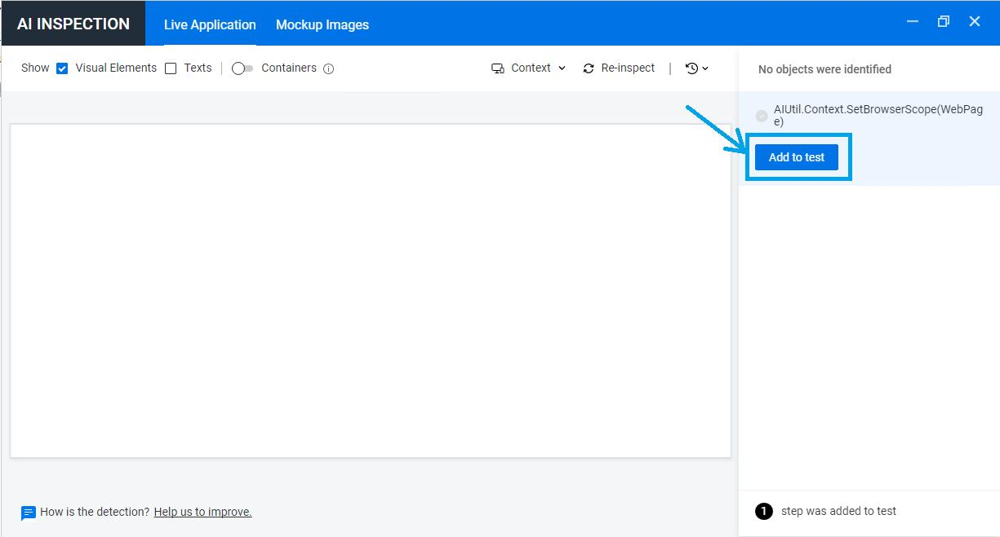 AI INSPECTION
Live Application
Mockup Images
Show
Visual Elements
Texts
Containers
Context
Re-inspect
No objects were identified
AIUtil.Context.SetBrowserScope(WebPag
e)
Add to test
How is the detection? Help us to improve.
1 step was added to test